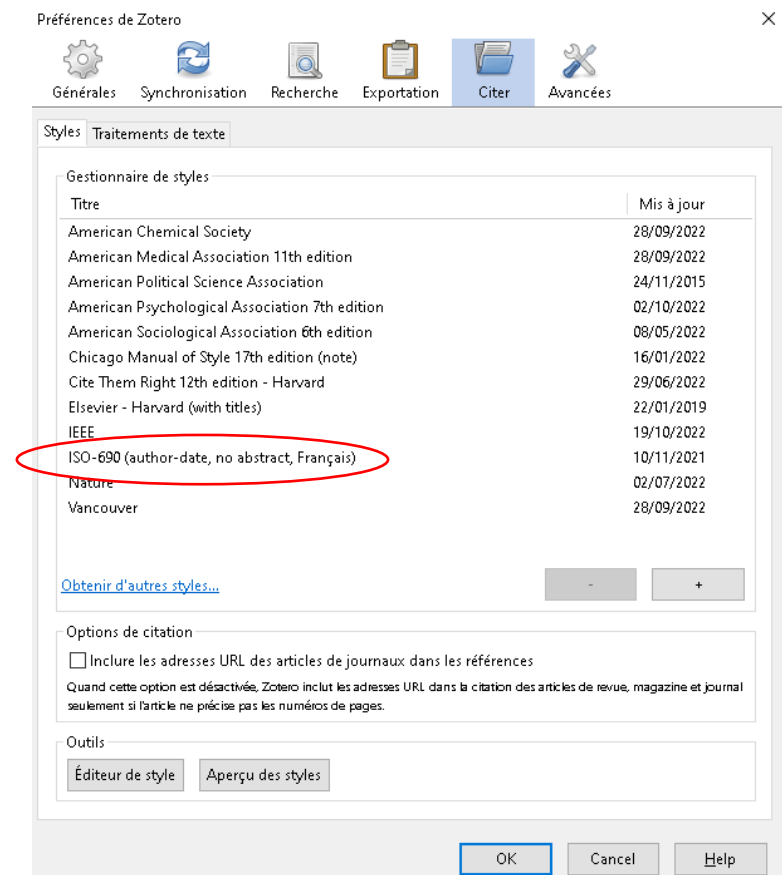 Préférences de Zotero
Générales Synchronisation Recherche Exportation Citer Avancées
Styles Traitements de texte
Gestionnaire de styles
Titre Mis à jour
American Chemical Society 28/09/2022
American Medical Association 11th edition 28/09/2022
American Political Science Association 24/11/2015
American Psychological Association 7th edition 02/10/2022
American Sociological Association 6th edition 08/05/2022
Chicago Manual of Style 17th edition (note) 16/01/2022
Cite Them Right 12th edition - Harvard 29/06/2022
Elsevier - Harvard (with titles) 22/01/2019
IEEE 19/10/2022
ISO-690 (author-date, no abstract, Français) 10/11/2021
Nature 02/07/2022
Vancouver 28/09/2022
Obtenir d'autres styles...
- +
Options de citation
Inclure les adresses URL des articles de journaux dans les références
Quand cette option est désactivée, Zotero inclut les adresses URL dans la citation des articles de revue, magazine et journal
seulement si l'article ne précise pas les numéros de pages.
Outils
Éditeur de style Aperçu des styles
OK Cancel Help